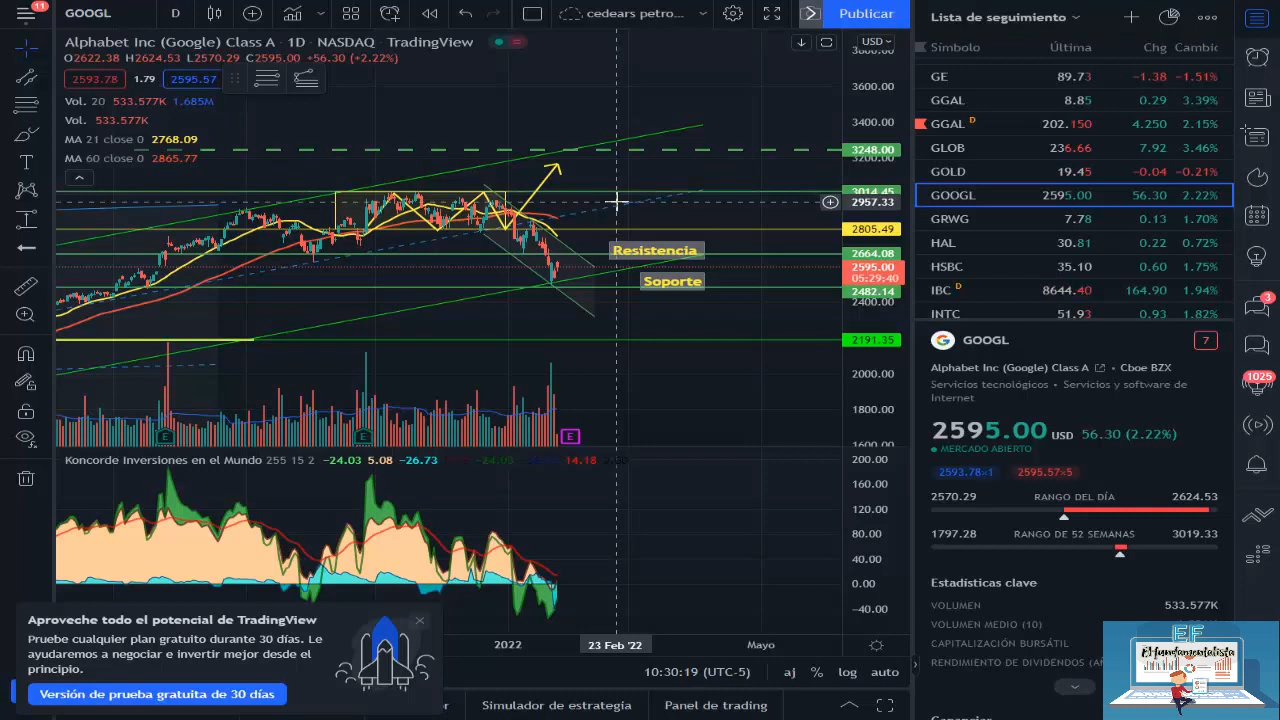 11
GOOGL
D
cedears petro...
Publicar
Alphabet Inc (Google) Class A · 1D · NASDAQ · TradingView
O2622.38 H2624.53 L2570.29 C2595.00 +56.30 (+2.22%)
2593.78 1.79 2595.57
Vol. 20 533.577K 1.685M
Vol. 533.577K
MA 21 close 0 2768.09
MA 60 close 0 2865.77
USD
3800.00
3600.00
3400.00
3248.00
3200.00
3014.45
2957.33
2805.49
2664.08
2595.00
05:29:40
2482.14
2400.00
2191.35
2000.00
1800.00
1600.00
Resistencia
Soporte
E
E
E
Koncorde Inversiones en el Mundo 255 15 2 −24.03 5.08 −26.73 14.18
200.00
160.00
120.00
80.00
40.00
0.00
−40.00
2022
23 Feb '22
Mayo
Aproveche todo el potencial de TradingView
Pruebe cualquier plan gratuito durante 30 días. Le
ayudaremos a negociar e invertir mejor desde el
principio.
Versión de prueba gratuita de 30 días
10:30:19 (UTC-5)
aj % log auto
Simulador de estrategia
Panel de trading
Lista de seguimiento
Símbolo Última Chg Cambic
GE 89.73 −1.38 −1.51%
GGAL 8.85 0.29 3.39%
GGAL D 202.150 4.250 2.15%
GLOB 236.66 7.92 3.46%
GOLD 19.45 −0.04 −0.21%
GOOGL 2595.00 56.30 2.22%
GRWG 7.78 0.13 1.70%
HAL 30.81 0.22 0.72%
HSBC 35.10 0.60 1.75%
IBC D 8644.40 164.90 1.94%
INTC 51.93 0.93 1.82%
G GOOGL 7
Alphabet Inc (Google) Class A • Cboe BZX
Servicios tecnológicos • Servicios y software de
Internet
2595.00 USD 56.30 (2.22%)
MERCADO ABIERTO
2593.78×1 2595.57×5
2570.29 RANGO DEL DÍA 2624.53
1797.28 RANGO DE 52 SEMANAS 3019.33
Estadísticas clave
VOLUMEN 533.577K
VOLUMEN MEDIO (10)
CAPITALIZACIÓN BURSÁTIL
RENDIMIENTO DE DIVIDENDOS (A
3
1025
EF
El Fundamentalista